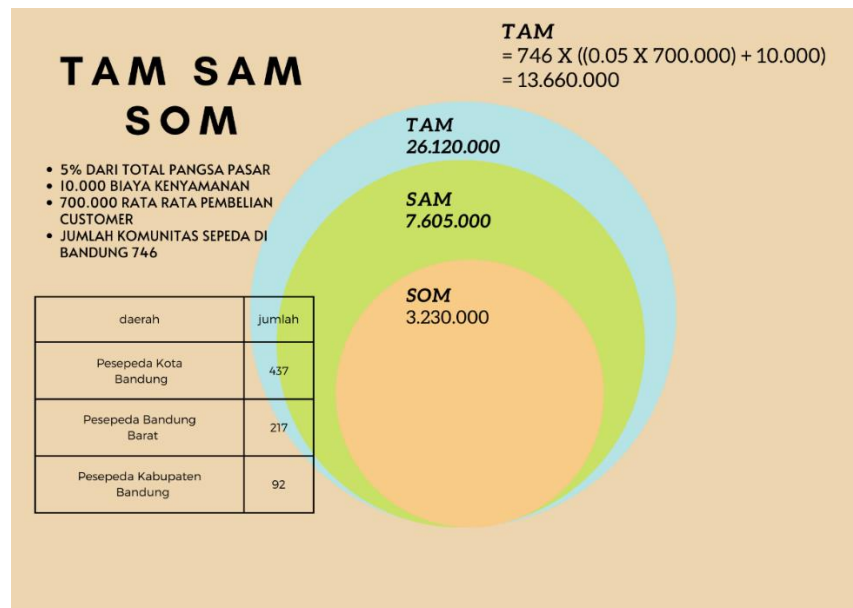 TAM SAM
SOM
• 5% DARI TOTAL PANGSA PASAR
• 10.000 BIAYA KENYAMANAN
• 700.000 RATA RATA PEMBELIAN
CUSTOMER
• JUMLAH KOMUNITAS SEPEDA DI
BANDUNG 746
TAM
= 746 X ((0.05 X 700.000) + 10.000)
= 13.660.000
TAM
26.120.000
SAM
7.605.000
SOM
3.230.000
daerah jumlah
Pesepeda Kota
Bandung 437
Pesepeda Bandung
Barat 217
Pesepeda Kabupaten
Bandung 92